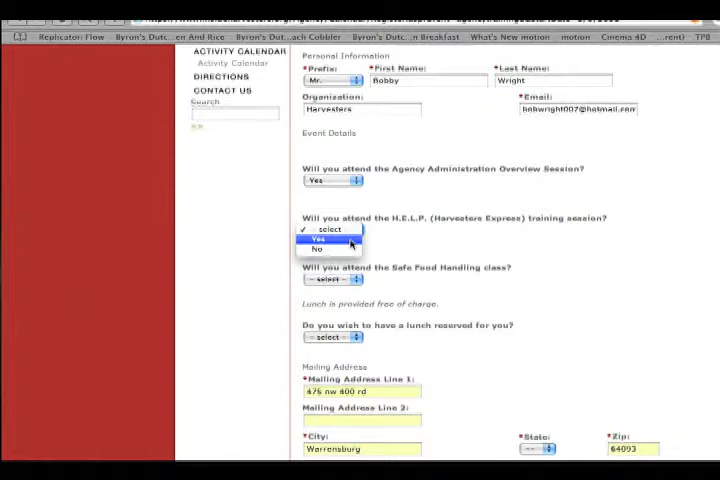 Replicator: Flow Byron's Dutc...en And Rice Byron's Dut...ach Cobbler Byron's Dutc...n Breakfast What's New motion motion Cinema 4D ...rent() TPB
ACTIVITY CALENDAR
Activity Calendar
DIRECTIONS
CONTACT US
Search
>>
Personal Information
*Prefix: *First Name: *Last Name:
Mr. Bobby Wright
Organization: *Email:
Harvesters bobwright007@hotmail.com
Event Details
Will you attend the Agency Administration Overview Session?
Yes
Will you attend the H.E.L.P. (Harvesters Express) training session?
✓ - select
Yes
No
Will you attend the Safe Food Handling class?
-- select --
Lunch is provided free of charge.
Do you wish to have a lunch reserved for you?
-- select --
Mailing Address
*Mailing Address Line 1:
475 nw 400 rd
Mailing Address Line 2:
*City: *State: *Zip:
Warrensburg -- 64093